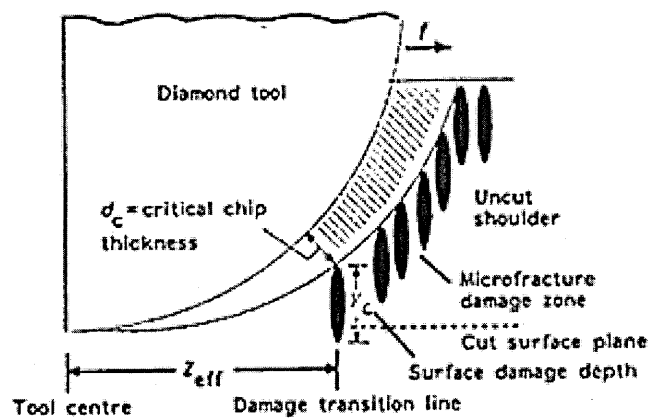 f
Diamond tool
d_c = critical chip
thickness
Uncut
shoulder
Microfracture
damage zone
y_c
Cut surface plane
Surface damage depth
Z_eff
Tool centre
Damage transition line